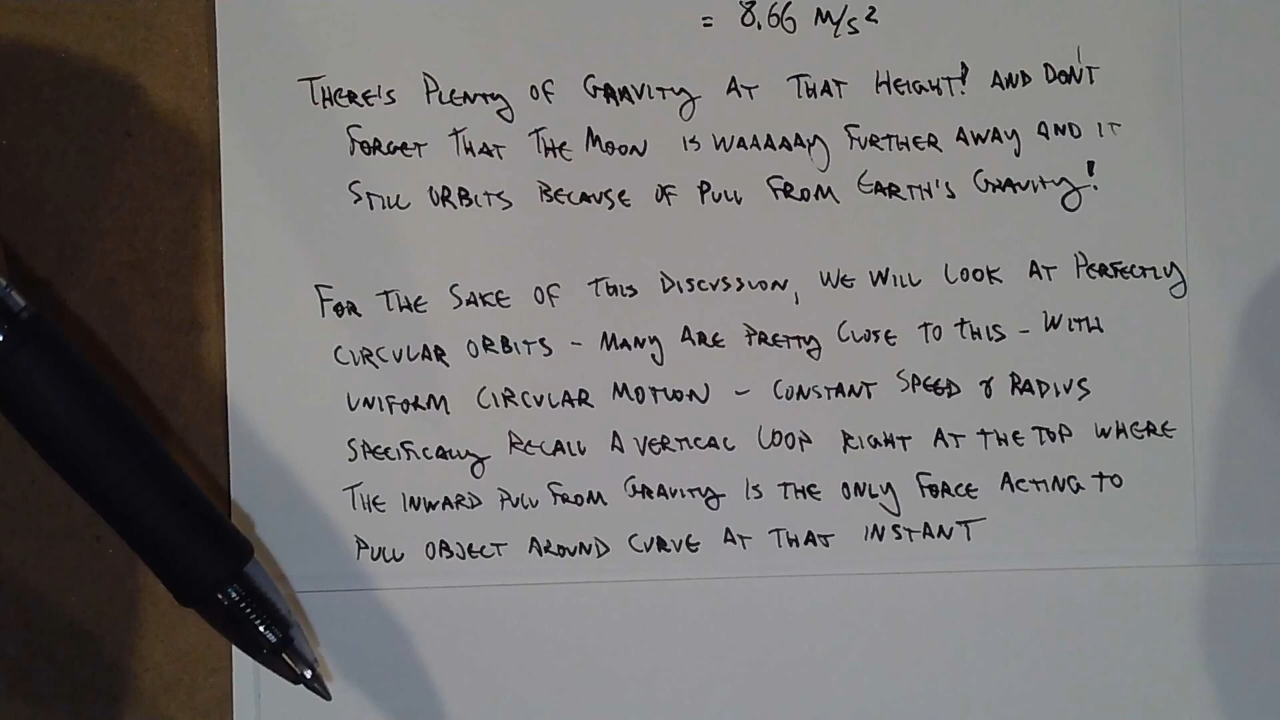 = 8.66 M/S²
THERE'S PLENTY OF GRAVITY AT THAT HEIGHT! AND DON'T
FORGET THAT THE MOON IS WAAAAAY FURTHER AWAY AND IT
STILL ORBITS BECAUSE OF PULL FROM EARTH'S GRAVITY!
FOR THE SAKE OF THIS DISCUSSION, WE WILL LOOK AT PERFECTLY
CIRCULAR ORBITS - MANY ARE PRETTY CLOSE TO THIS - WITH
UNIFORM CIRCULAR MOTION - CONSTANT SPEED & RADIUS
SPECIFICALLY RECALL A VERTICAL LOOP RIGHT AT THE TOP WHERE
THE INWARD PULL FROM GRAVITY IS THE ONLY FORCE ACTING TO
PULL OBJECT AROUND CURVE AT THAT INSTANT